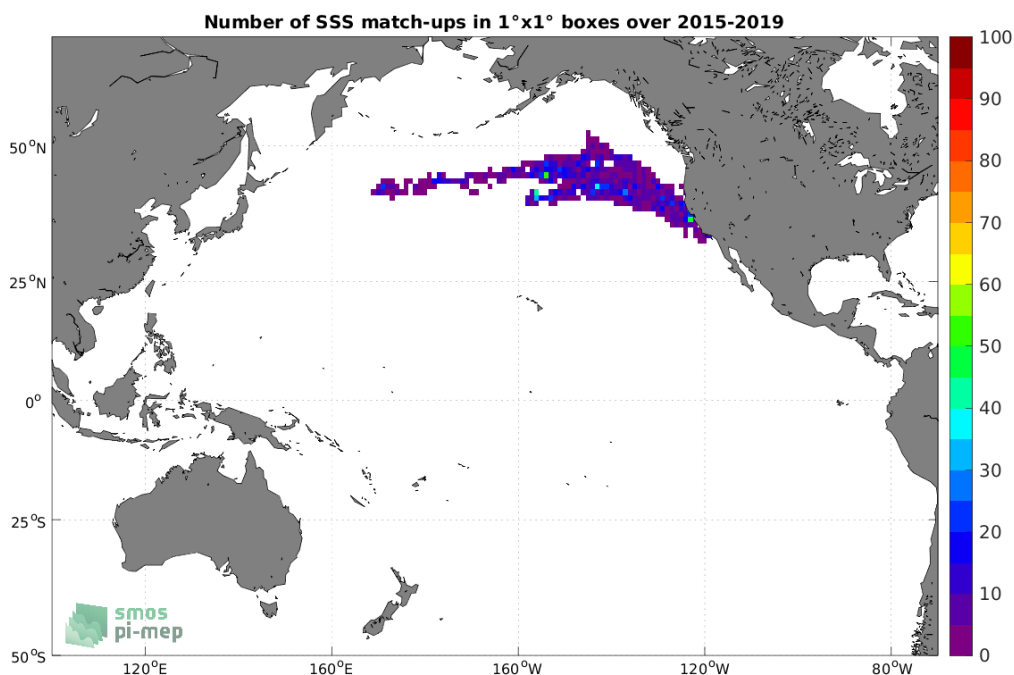 Number of SSS match-ups in 1°x1° boxes over 2015-2019
100
90
80
70
60
50
40
30
20
10
0
50°N
25°N
0°
25°S
50°S
120°E
160°E
160°W
120°W
80°W
smos
pi-mep